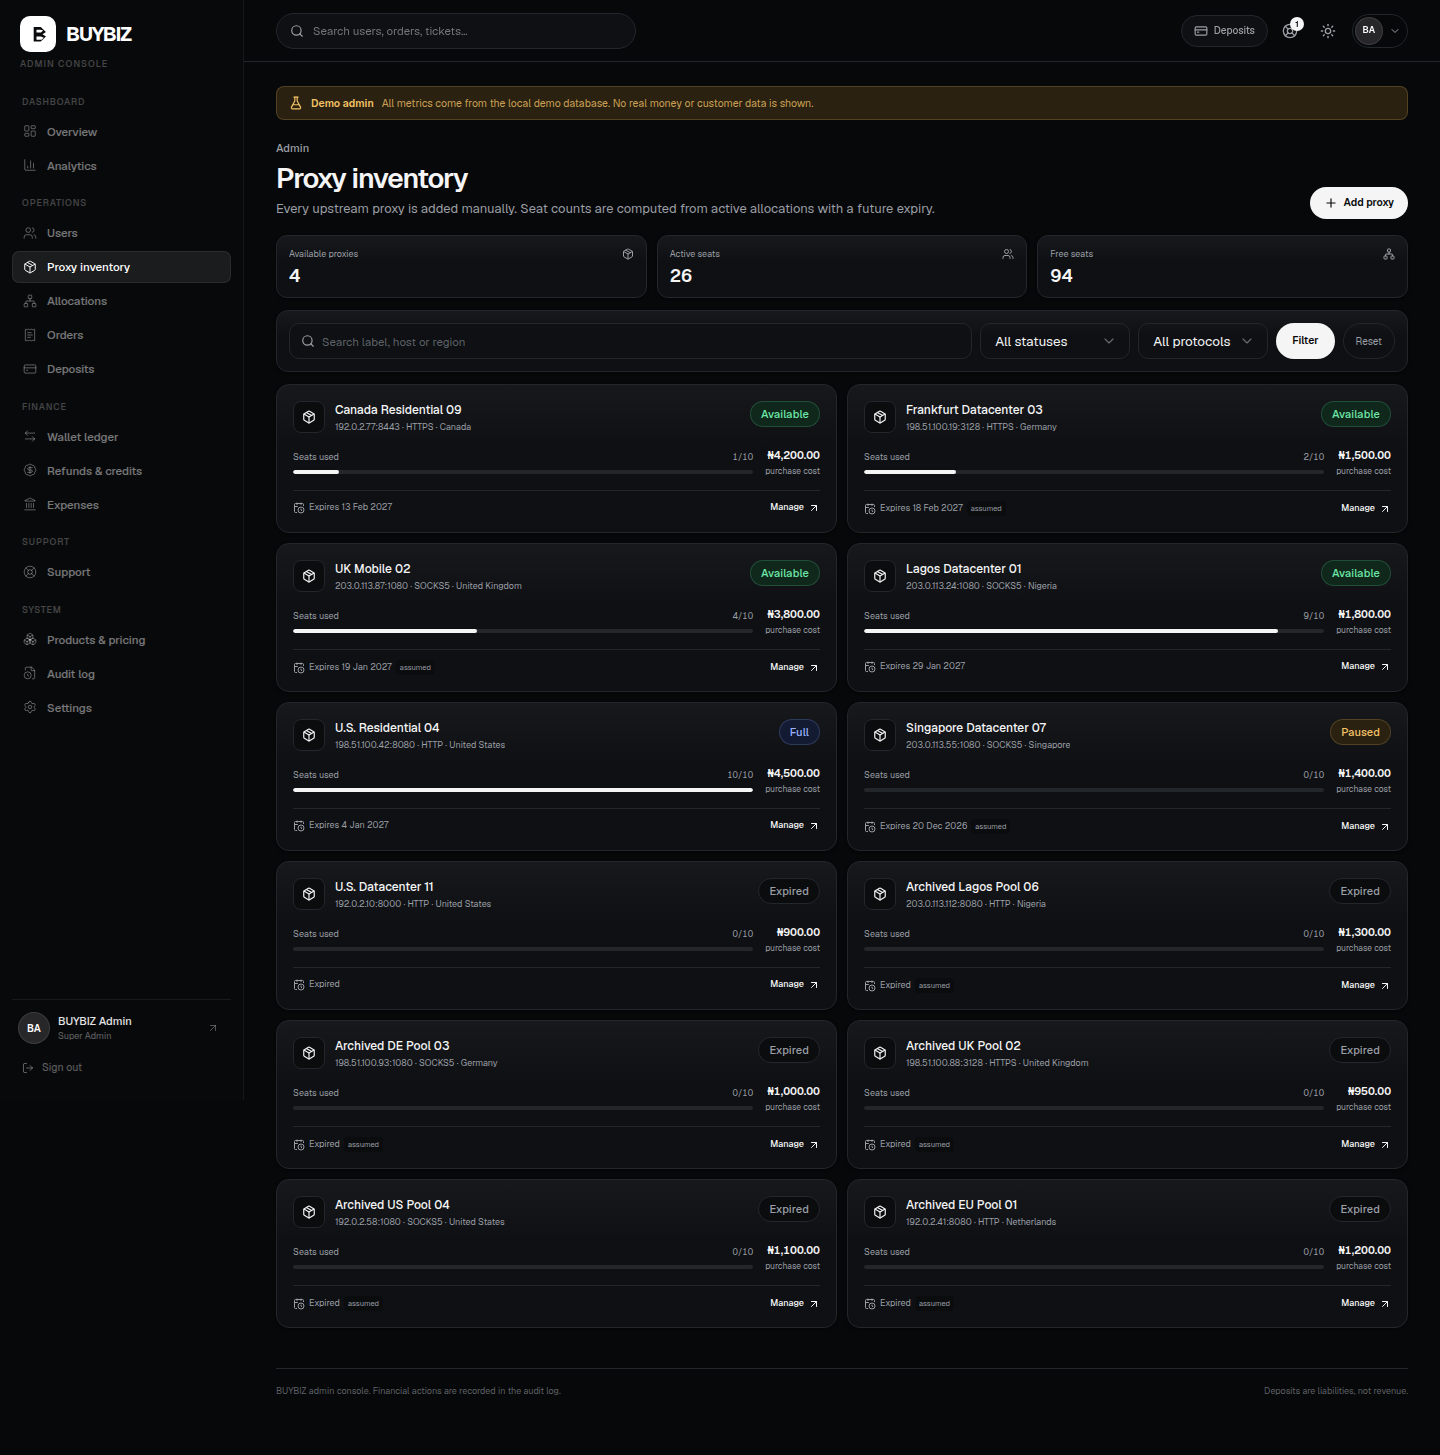 BUYBIZ
ADMIN CONSOLE
DASHBOARD
Overview
Analytics
OPERATIONS
Users
Proxy inventory
Allocations
Orders
Deposits
FINANCE
Wallet ledger
Refunds & credits
Expenses
SUPPORT
Support
SYSTEM
Products & pricing
Audit log
Settings
BA
BUYBIZ Admin
Super Admin
Sign out
Search users, orders, tickets...
Deposits
1
BA
Demo admin All metrics come from the local demo database. No real money or customer data is shown.
Admin
Proxy inventory
Every upstream proxy is added manually. Seat counts are computed from active allocations with a future expiry.
Add proxy
Available proxies
4
Active seats
26
Free seats
94
Search label, host or region
All statuses
All protocols
Filter
Reset
Canada Residential 09
192.0.2.77:8443 · HTTPS · Canada
Available
Seats used 1/10
₦4,200.00
purchase cost
Expires 13 Feb 2027
Manage
Frankfurt Datacenter 03
198.51.100.19:3128 · HTTPS · Germany
Available
Seats used 2/10
₦1,500.00
purchase cost
Expires 18 Feb 2027 assumed
Manage
UK Mobile 02
203.0.113.87:1080 · SOCKS5 · United Kingdom
Available
Seats used 4/10
₦3,800.00
purchase cost
Expires 19 Jan 2027 assumed
Manage
Lagos Datacenter 01
203.0.113.24:1080 · SOCKS5 · Nigeria
Available
Seats used 9/10
₦1,800.00
purchase cost
Expires 29 Jan 2027
Manage
U.S. Residential 04
198.51.100.42:8080 · HTTP · United States
Full
Seats used 10/10
₦4,500.00
purchase cost
Expires 4 Jan 2027
Manage
Singapore Datacenter 07
203.0.113.55:1080 · SOCKS5 · Singapore
Paused
Seats used 0/10
₦1,400.00
purchase cost
Expires 20 Dec 2026 assumed
Manage
U.S. Datacenter 11
192.0.2.10:8000 · HTTP · United States
Expired
Seats used 0/10
₦900.00
purchase cost
Expired
Manage
Archived Lagos Pool 06
203.0.113.112:8080 · HTTP · Nigeria
Expired
Seats used 0/10
₦1,300.00
purchase cost
Expired assumed
Manage
Archived DE Pool 03
198.51.100.93:1080 · SOCKS5 · Germany
Expired
Seats used 0/10
₦1,000.00
purchase cost
Expired assumed
Manage
Archived UK Pool 02
198.51.100.88:3128 · HTTPS · United Kingdom
Expired
Seats used 0/10
₦950.00
purchase cost
Expired assumed
Manage
Archived US Pool 04
192.0.2.58:1080 · SOCKS5 · United States
Expired
Seats used 0/10
₦1,100.00
purchase cost
Expired assumed
Manage
Archived EU Pool 01
192.0.2.41:8080 · HTTP · Netherlands
Expired
Seats used 0/10
₦1,200.00
purchase cost
Expired assumed
Manage
BUYBIZ admin console. Financial actions are recorded in the audit log.
Deposits are liabilities, not revenue.